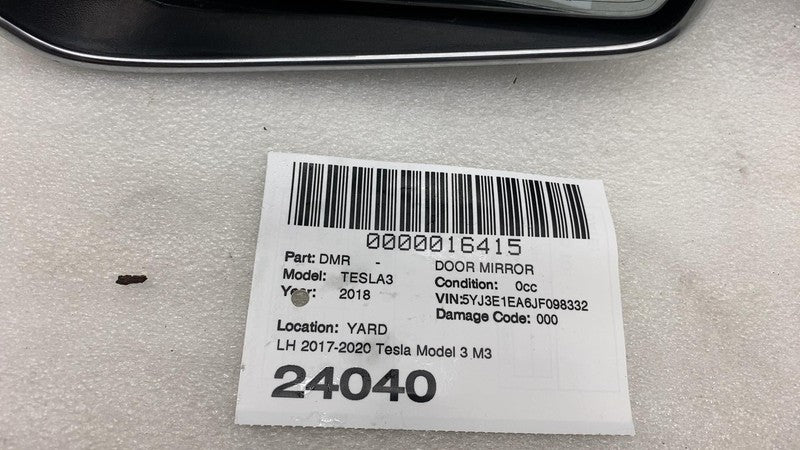 0000016415
Part: DMR - DOOR MIRROR
Model: TESLA3 Condition: 0cc
Year: 2018 VIN:5YJ3E1EA6JF098332
Damage Code: 000
Location: YARD
LH 2017-2020 Tesla Model 3 M3
24040